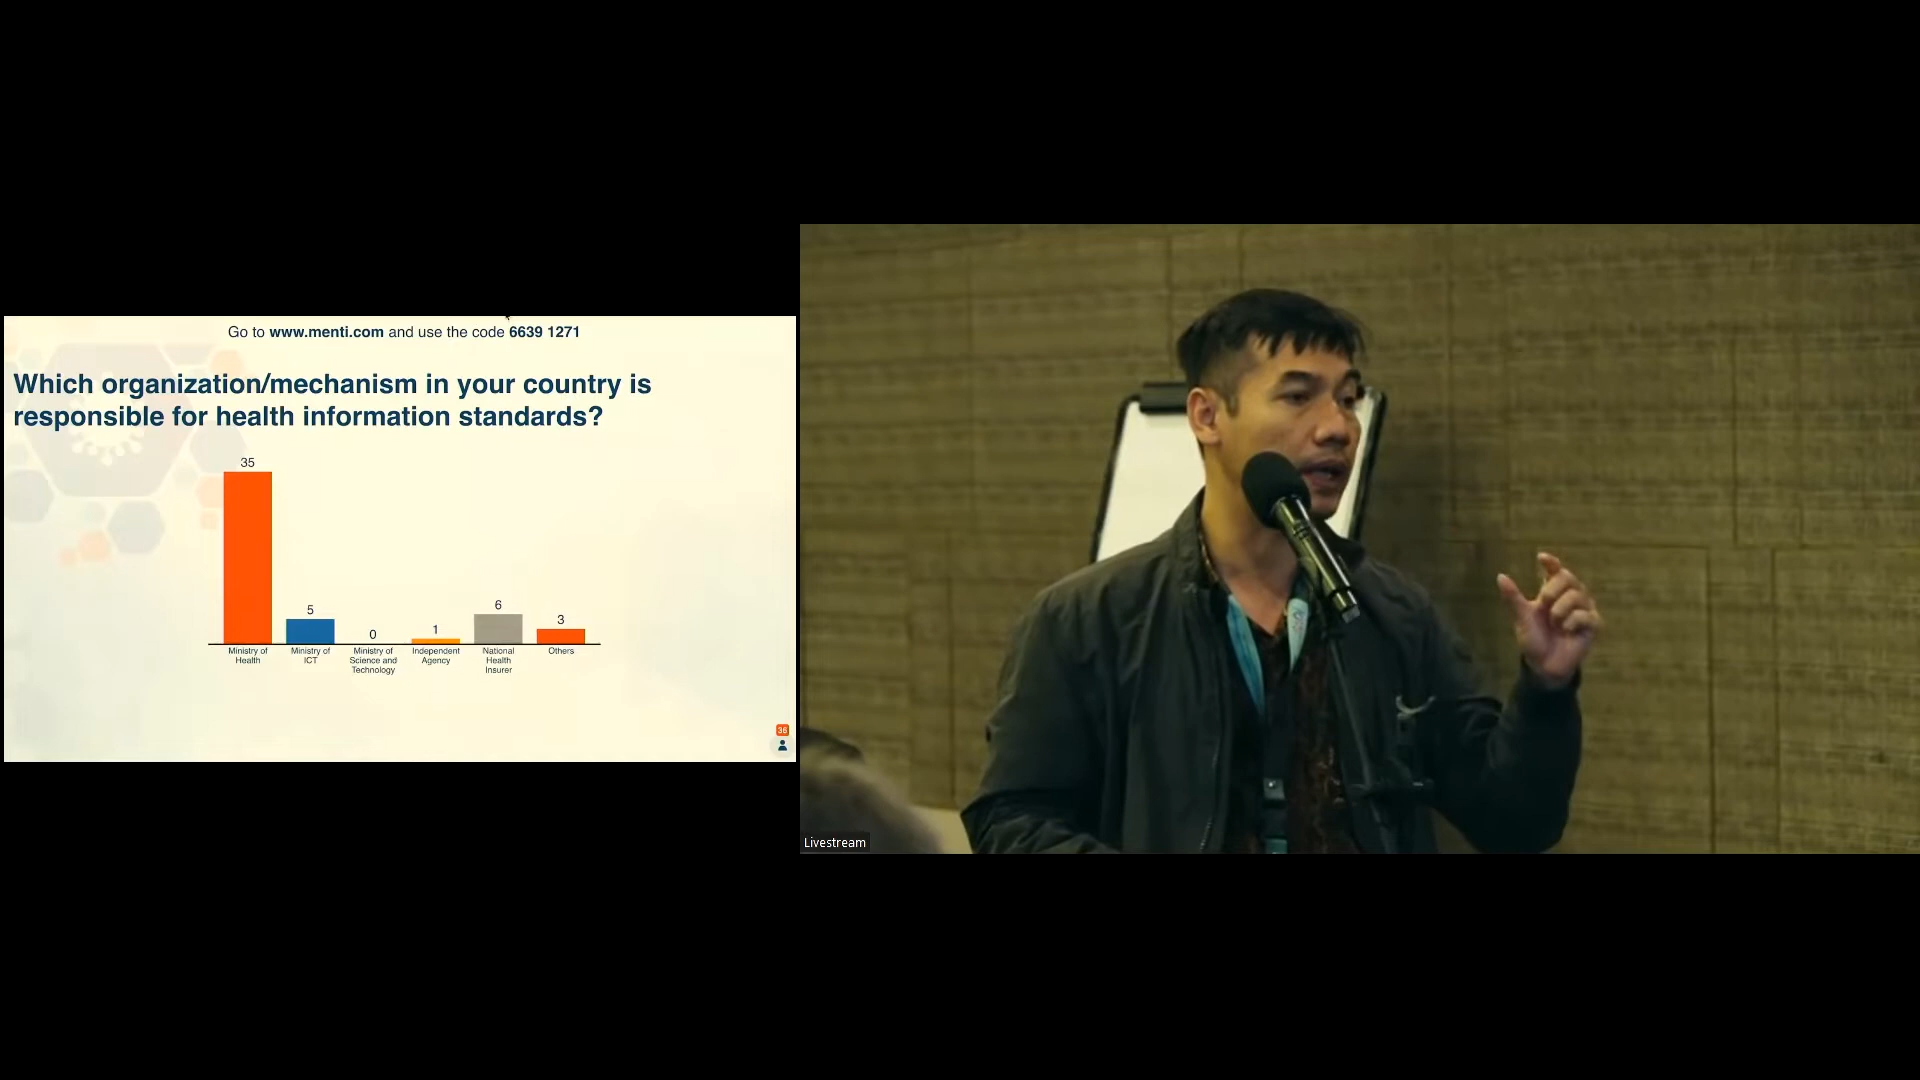 Go to www.menti.com and use the code 6639 1271
Which organization/mechanism in your country is
responsible for health information standards?
35
5
0
1
6
3
Ministry of
Health
Ministry of
ICT
Ministry of
Science and
Technology
Independent
Agency
National
Health
Insurer
Others
36
Livestream